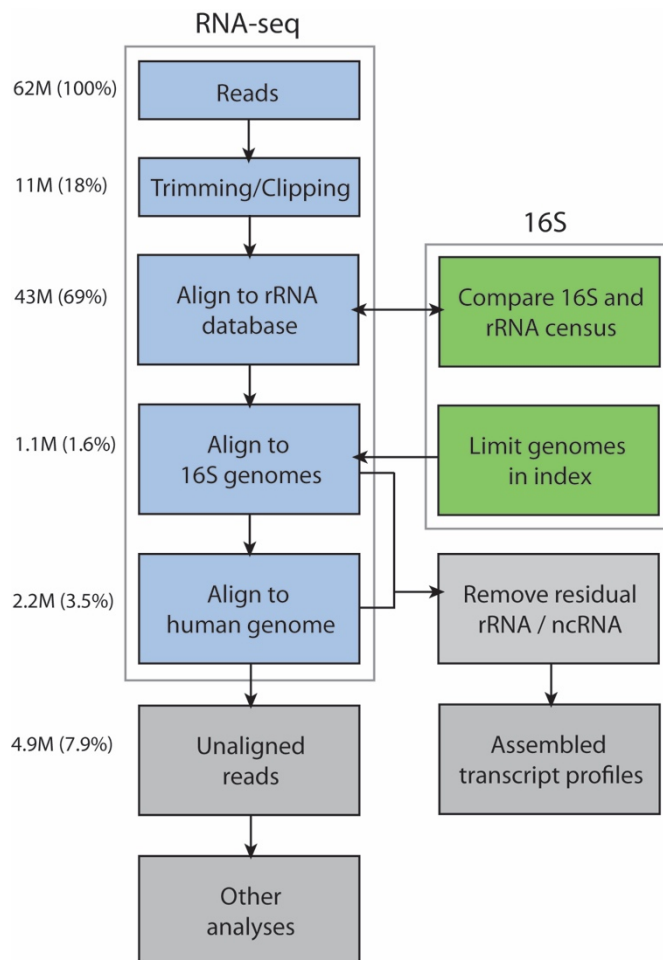 RNA-seq
62M (100%)
Reads
11M (18%)
Trimming/Clipping
16S
43M (69%)
Align to rRNA
database
Compare 16S and
rRNA census
1.1M (1.6%)
Align to
16S genomes
Limit genomes
in index
2.2M (3.5%)
Align to
human genome
Remove residual
rRNA / ncRNA
4.9M (7.9%)
Unaligned
reads
Assembled
transcript profiles
Other
analyses